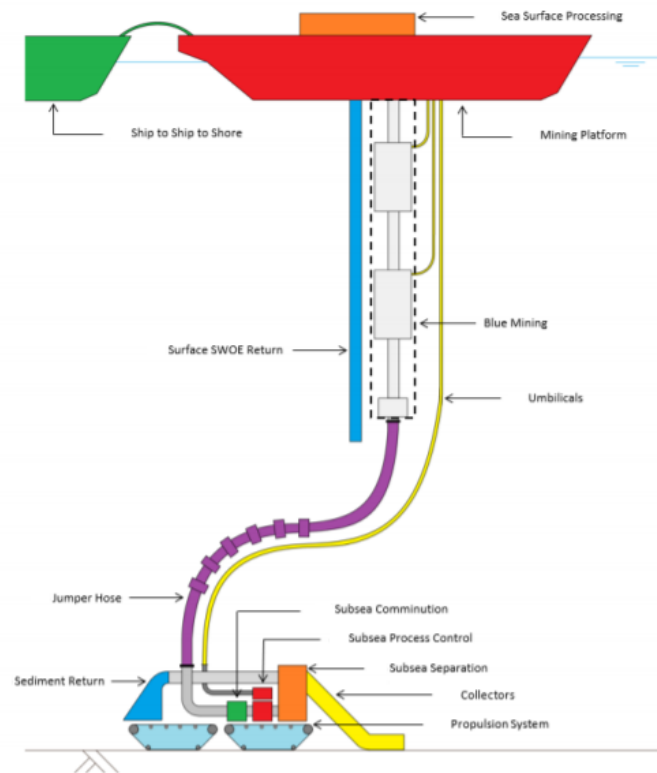 Sea Surface Processing
Ship to Ship to Shore
Mining Platform
Blue Mining
Surface SWOE Return
Umbilicals
Jumper Hose
Subsea Comminution
Subsea Process Control
Subsea Separation
Sediment Return
Collectors
Propulsion System